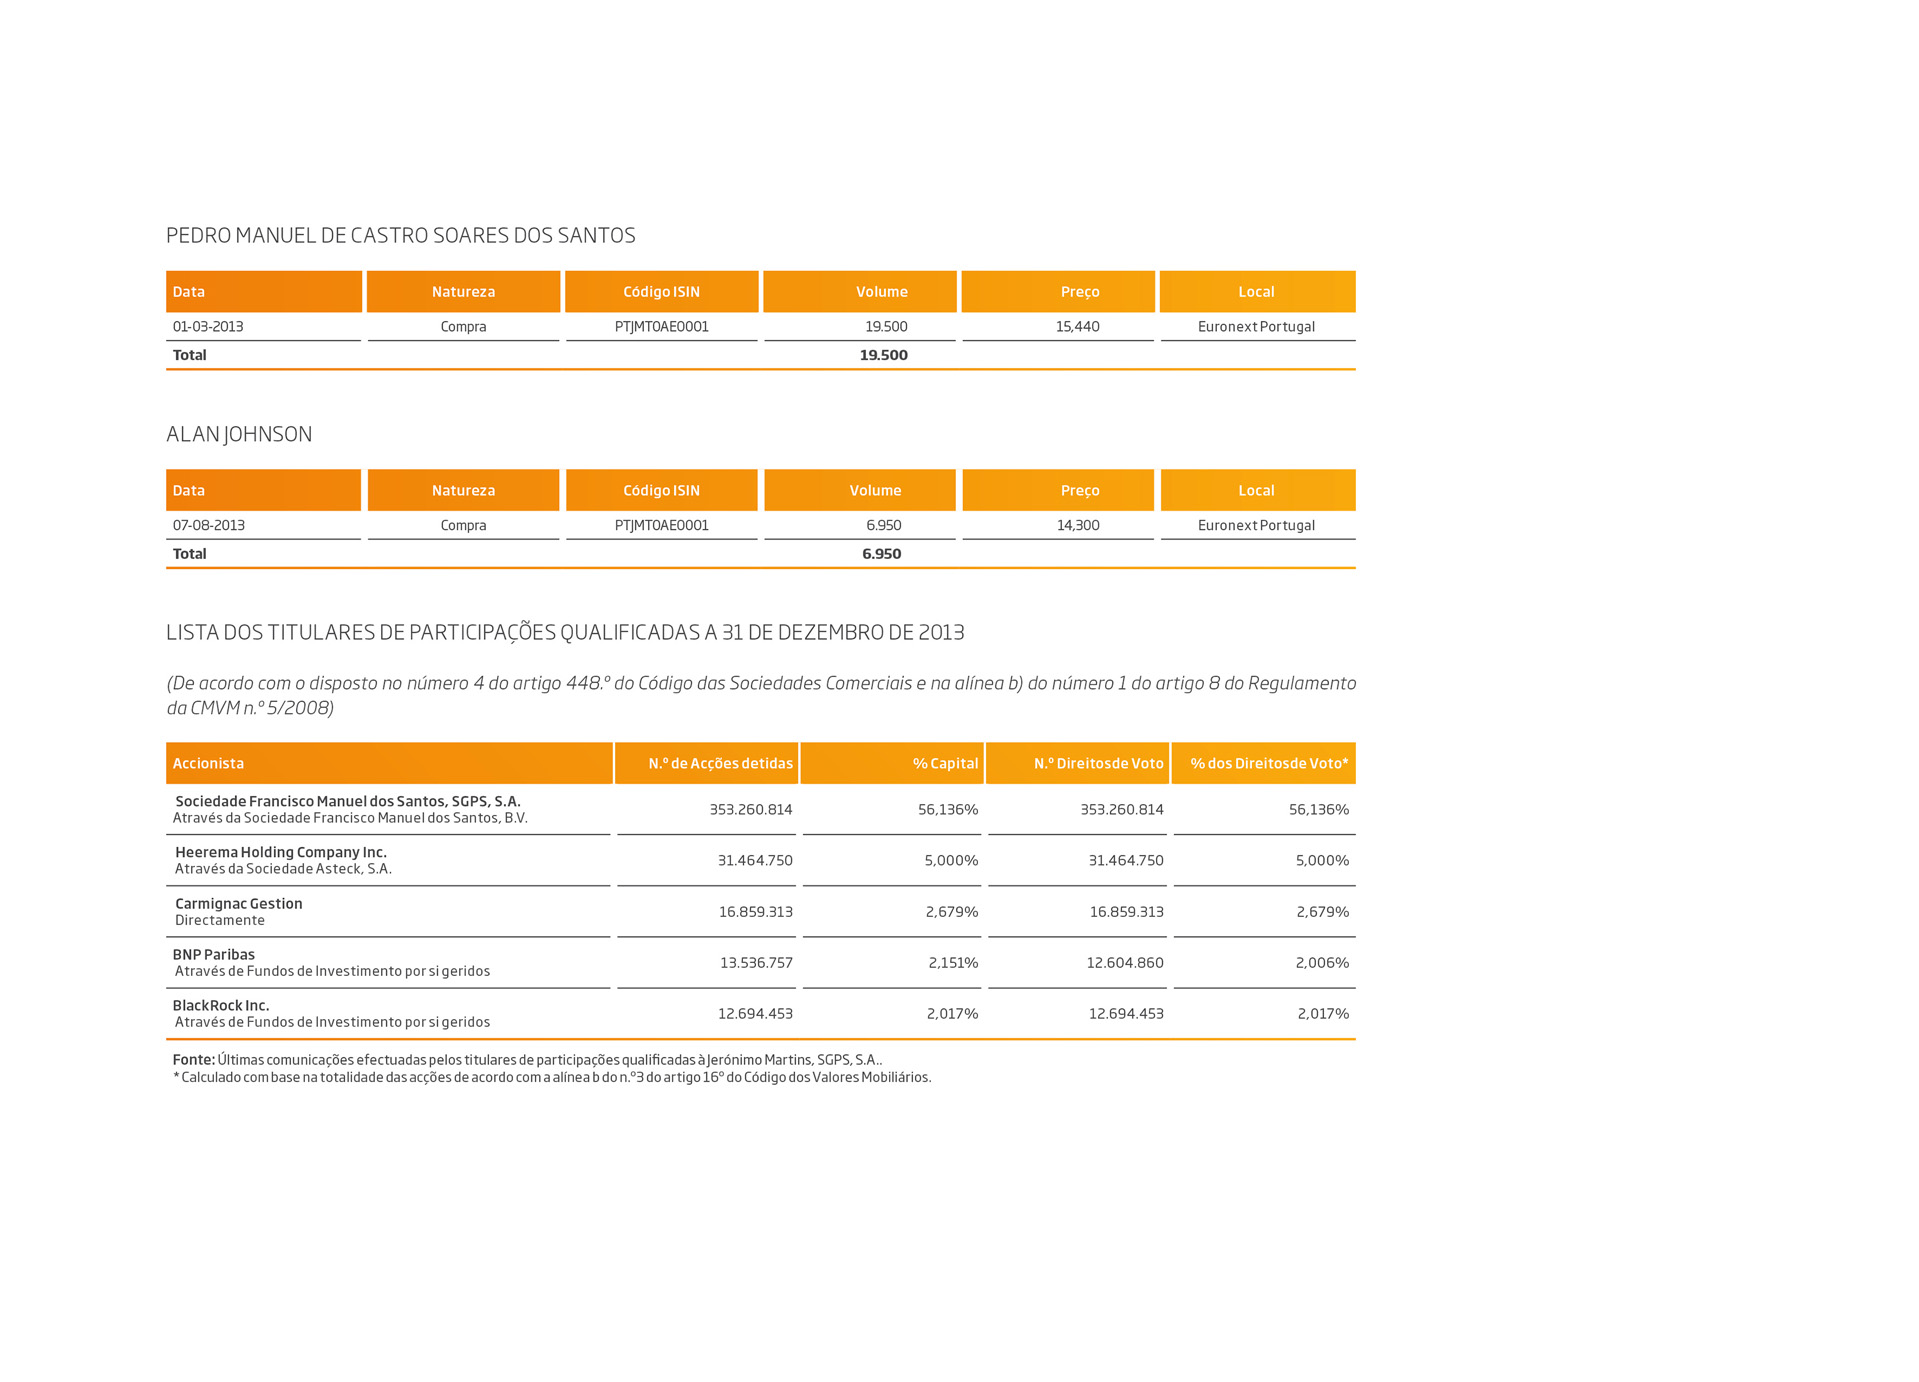 PEDRO MANUEL DE CASTRO SOARES DOS SANTOS
Data Natureza Código ISIN Volume Preço Local
01-03-2013 Compra PTJMT0AE0001 19.500 15,440 Euronext Portugal
Total 19.500
ALAN JOHNSON
Data Natureza Código ISIN Volume Preço Local
07-08-2013 Compra PTJMT0AE0001 6.950 14,300 Euronext Portugal
Total 6.950
LISTA DOS TITULARES DE PARTICIPAÇÕES QUALIFICADAS A 31 DE DEZEMBRO DE 2013
(De acordo com o disposto no número 4 do artigo 448.º do Código das Sociedades Comerciais e na alínea b) do número 1 do artigo 8 do Regulamento
da CMVM n.º 5/2008)
Accionista N.º de Acções detidas % Capital N.º Direitosde Voto % dos Direitosde Voto*
Sociedade Francisco Manuel dos Santos, SGPS, S.A.
Através da Sociedade Francisco Manuel dos Santos, B.V. 353.260.814 56,136% 353.260.814 56,136%
Heerema Holding Company Inc.
Através da Sociedade Asteck, S.A. 31.464.750 5,000% 31.464.750 5,000%
Carmignac Gestion
Directamente 16.859.313 2,679% 16.859.313 2,679%
BNP Paribas
Através de Fundos de Investimento por si geridos 13.536.757 2,151% 12.604.860 2,006%
BlackRock Inc.
Através de Fundos de Investimento por si geridos 12.694.453 2,017% 12.694.453 2,017%
Fonte: Últimas comunicações efectuadas pelos titulares de participações qualificadas à Jerónimo Martins, SGPS, S.A..
* Calculado com base na totalidade das acções de acordo com a alínea b do n.º3 do artigo 16º do Código dos Valores Mobiliários.